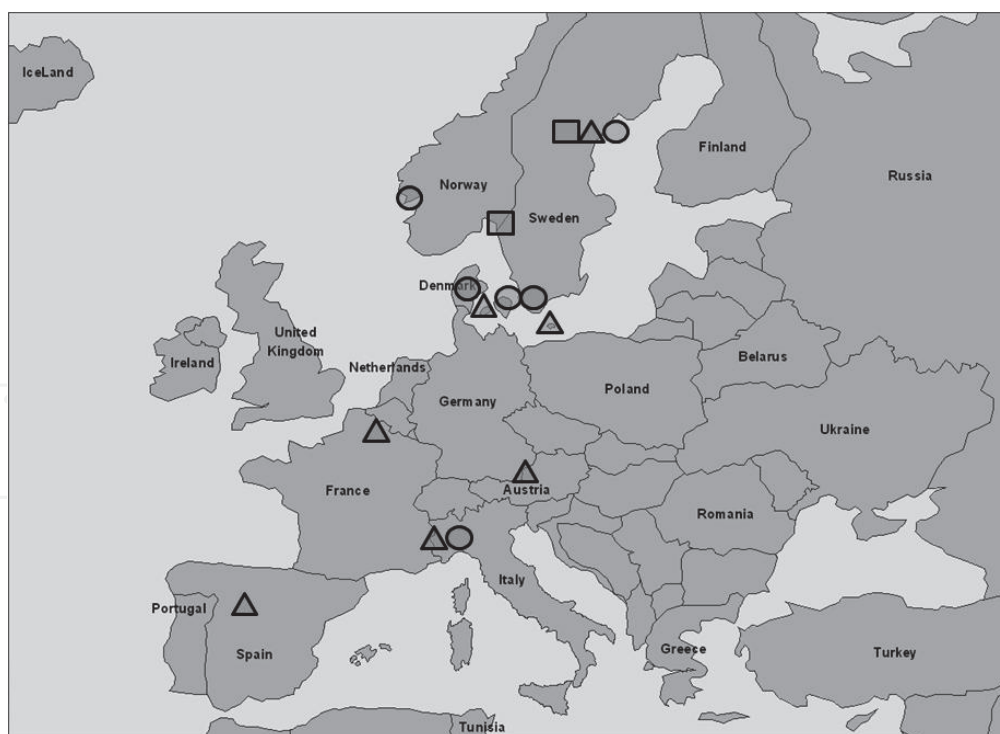 IceLand
Finland
Russia
Norway
Sweden
Denmark
United
Kingdom
Ireland
Netherlands
Belarus
Poland
Germany
Ukraine
France
Austria
Romania
Italy
Portugal
Spain
Greece
Turkey
Tunisia